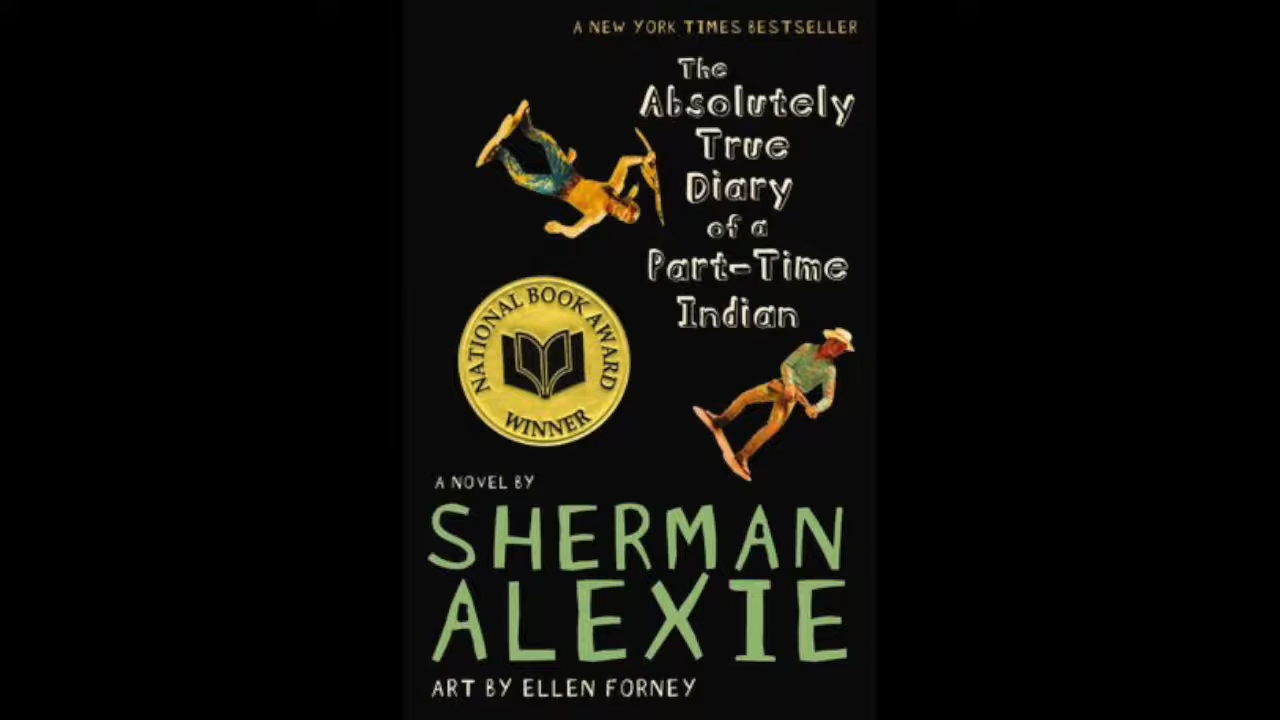 A NEW YORK TIMES BESTSELLER
The
Absolutely
True
Diary
of a
Part-Time
Indian
NATIONAL BOOK AWARD
WINNER
A NOVEL BY
SHERMAN
ALEXIE
ART BY ELLEN FORNEY